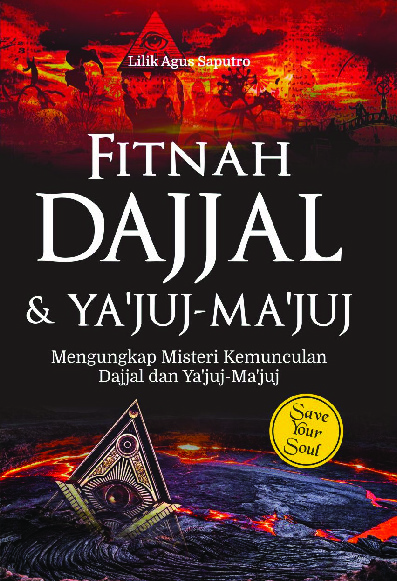 Lilik Agus Saputro
FITNAH
DAJJAL
& YA'JUJ-MA'JUJ
Mengungkap Misteri Kemunculan
Dajjal dan Ya'juj-Ma'juj
Save
Your
Soul